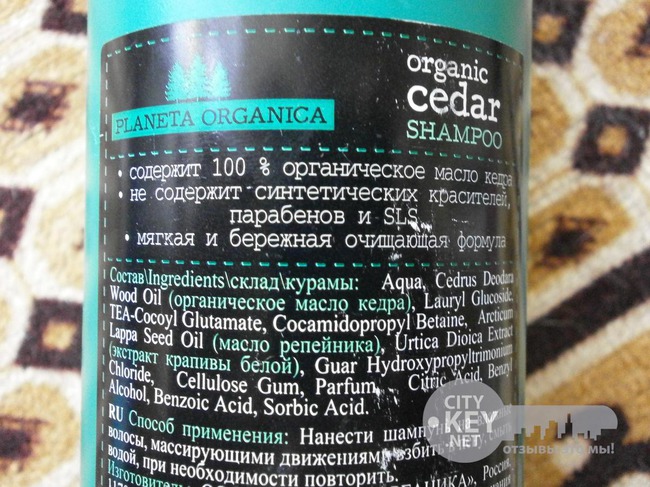 PLANETA ORGANICA
organic
cedar
SHAMPOO
• содержит 100 % органическое масло кедра
• не содержит синтетических красителей,
парабенов и SLS
• мягкая и бережная очищающая формула
Состав\Ingredients\склад\курамы: Aqua, Cedrus Deodara
Wood Oil (органическое масло кедра), Lauryl Glucoside,
TEA-Cocoyl Glutamate, Cocamidopropyl Betaine, Arcticum
Lappa Seed Oil (масло репейника), Urtica Dioica Extract
(экстракт крапивы белой), Guar Hydroxypropyltrimonium
Chloride, Cellulose Gum, Parfum, Citric Acid, Benzyl
Alcohol, Benzoic Acid, Sorbic Acid.
RU Способ применения: Нанести
волосы, массирующими движениями
водой, при необходимости повторить.
Россия,
CITY
KEY
.NET
отзывы
мы!